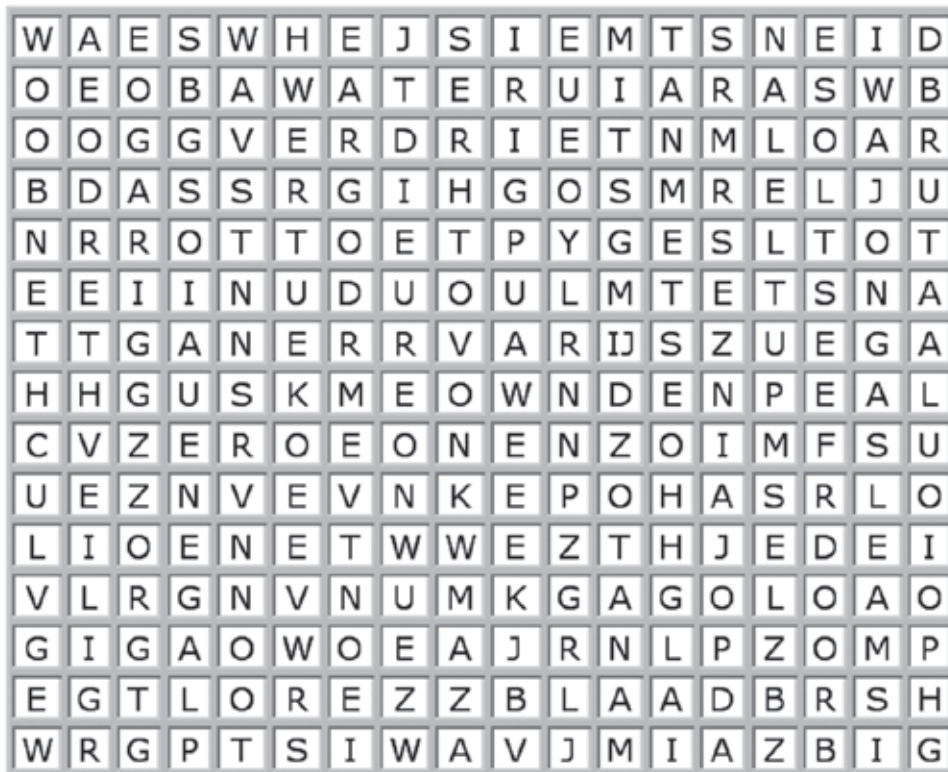 W A E S W H E J S I E M T S N E I D
O E O B A W A T E R U I A R A S W B
O O G G V E R D R I E T N M L O A R
B D A S S R G I H G O S M R E L J U
N R R O T T O E T P Y G E S L T O T
E E I I N U D U O U L M T E T S N A
T T G A N E R R V A R IJ S Z U E G A
H H G U S K M E O W N D E N P E A L
C V Z E R O E O N E N Z O I M F S U
U E Z N V E V N K E P O H A S R L O
L I O E N E T W W E Z T H J E D E I
V L R G N V N U M K G A G O L O A O
G I G A O W O E A J R N L P Z O M P
E G T L O R E Z Z B L A A D B R S H
W R G P T S I W A V J M I A Z B I G